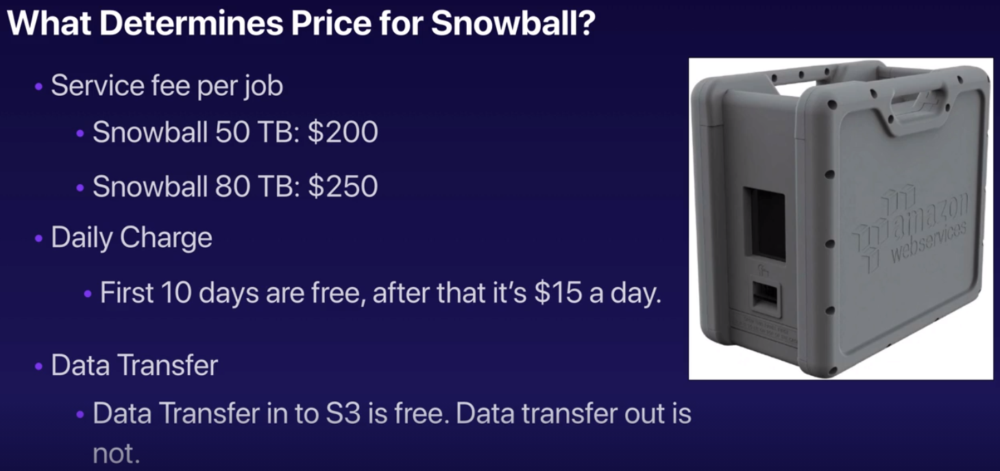 What Determines Price for Snowball?
• Service fee per job
• Snowball 50 TB: $200
• Snowball 80 TB: $250
• Daily Charge
• First 10 days are free, after that it's $15 a day.
• Data Transfer
• Data Transfer in to S3 is free. Data transfer out is
not.
amazon
webservices